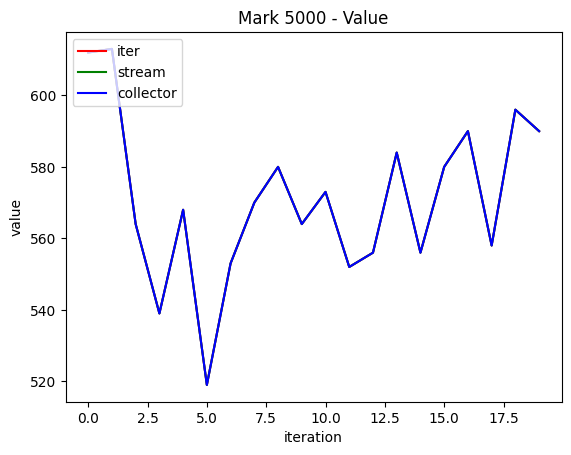 Mark 5000 - Value
iter
stream
collector
value
600
580
560
540
520
0.0 2.5 5.0 7.5 10.0 12.5 15.0 17.5
iteration